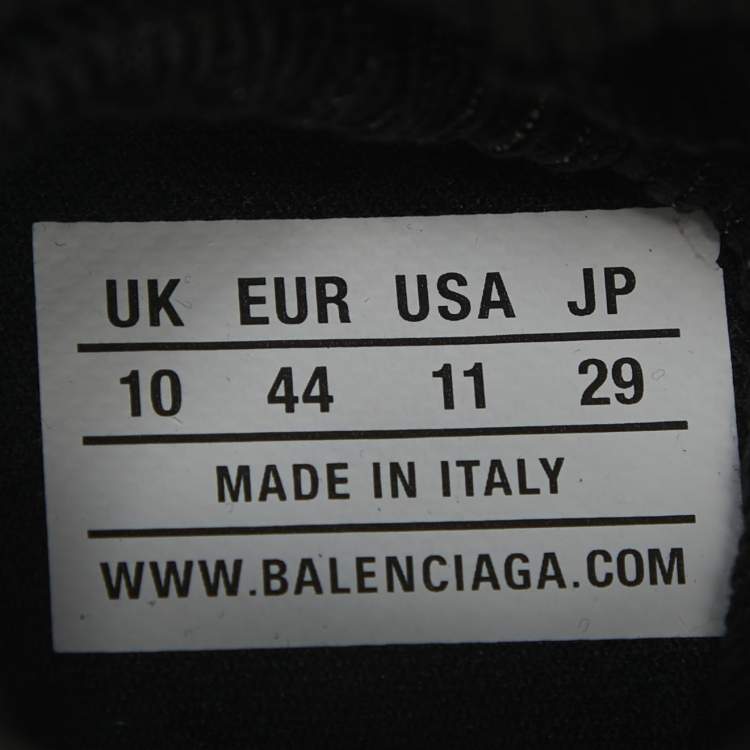 UK EUR USA JP
10 44 11 29
MADE IN ITALY
WWW.BALENCIAGA.COM